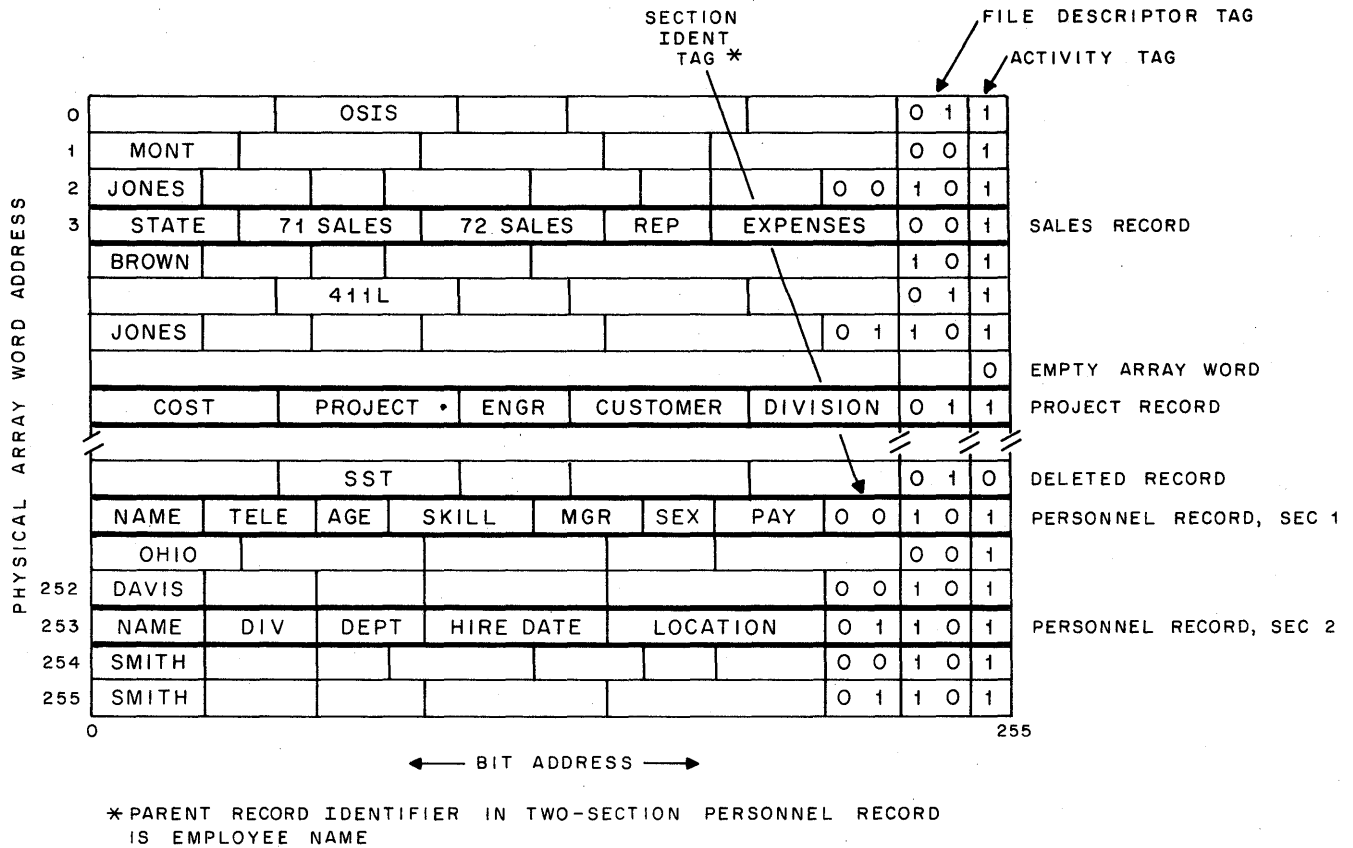 SECTION
IDENT
TAG *
FILE DESCRIPTOR TAG
ACTIVITY TAG
PHYSICAL ARRAY WORD ADDRESS
0 OSIS 0 1 1
1 MONT 0 0 1
2 JONES 0 0 1 0 1
3 STATE 71 SALES 72 SALES REP EXPENSES 0 0 1 SALES RECORD
BROWN 1 0 1
411L 0 1 1
JONES 0 1 1 0 1
0 EMPTY ARRAY WORD
COST PROJECT ENGR CUSTOMER DIVISION 0 1 1 PROJECT RECORD
SST 0 1 0 DELETED RECORD
NAME TELE AGE SKILL MGR SEX PAY 0 0 1 0 1 PERSONNEL RECORD, SEC 1
OHIO 0 0 1
252 DAVIS 0 0 1 0 1
253 NAME DIV DEPT HIRE DATE LOCATION 0 1 1 0 1 PERSONNEL RECORD, SEC 2
254 SMITH 0 0 1 0 1
255 SMITH 0 1 1 0 1
0 255
BIT ADDRESS
* PARENT RECORD IDENTIFIER IN TWO-SECTION PERSONNEL RECORD
IS EMPLOYEE NAME